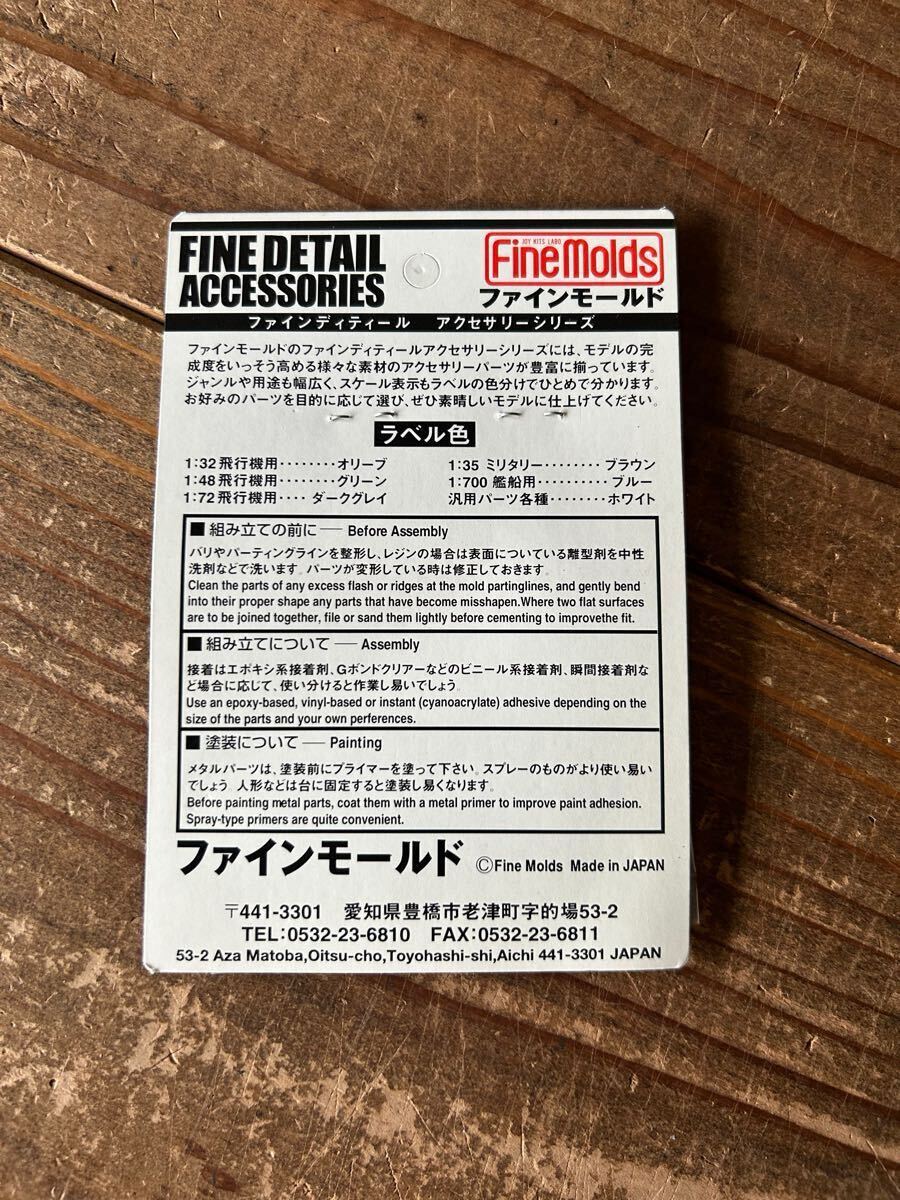 FINE DETAIL
ACCESSORIES
JOY KITS LABO
FineMolds
ファインモールド
ファインディティール アクセサリーシリーズ
ファインモールドのファインディティールアクセサリーシリーズには、モデルの完
成度をいっそう高める様々な素材のアクセサリーパーツが豊富に揃っています。
ジャンルや用途も幅広く、スケール表示もラベルの色分けでひとめで分かります。
お好みのパーツを目的に応じて選び、ぜひ素晴しいモデルに仕上げてください。
ラベル色
1:32飛行機用········オリーブ
1:48飛行機用········グリーン
1:72飛行機用···· ダークグレイ
1:35 ミリタリー········· ブラウン
1:700 艦船用·········· ブルー
汎用パーツ各種········ホワイト
■ 組み立ての前に — Before Assembly
バリやパーティングラインを整形し、レジンの場合は表面についている離型剤を中性
洗剤などで洗います。パーツが変形している時は修正しておきます。
Clean the parts of any excess flash or ridges at the mold partinglines, and gently bend
into their proper shape any parts that have become misshapen.Where two flat surfaces
are to be joined together, file or sand them lightly before cementing to improvethe fit.
■ 組み立てについて — Assembly
接着はエポキシ系接着剤、Gボンドクリアーなどのビニール系接着剤、瞬間接着剤な
ど場合に応じて、使い分けると作業し易いでしょう。
Use an epoxy-based, vinyl-based or instant (cyanoacrylate) adhesive depending on the
size of the parts and your own perferences.
■ 塗装について — Painting
メタルパーツは、塗装前にプライマーを塗って下さい。スプレーのものがより使い易い
でしょう 人形などは台に固定すると塗装し易くなります。
Before painting metal parts, coat them with a metal primer to improve paint adhesion.
Spray-type primers are quite convenient.
ファインモールド ©Fine Molds Made in JAPAN
〒441-3301 愛知県豊橋市老津町字的場53-2
TEL:0532-23-6810 FAX:0532-23-6811
53-2 Aza Matoba,Oitsu-cho,Toyohashi-shi,Aichi 441-3301 JAPAN